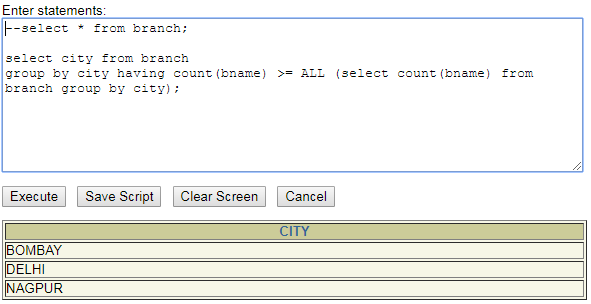 Enter statements:
--select * from branch;
select city from branch
group by city having count(bname) >= ALL (select count(bname) from
branch group by city);
Execute Save Script Clear Screen Cancel
CITY
BOMBAY
DELHI
NAGPUR